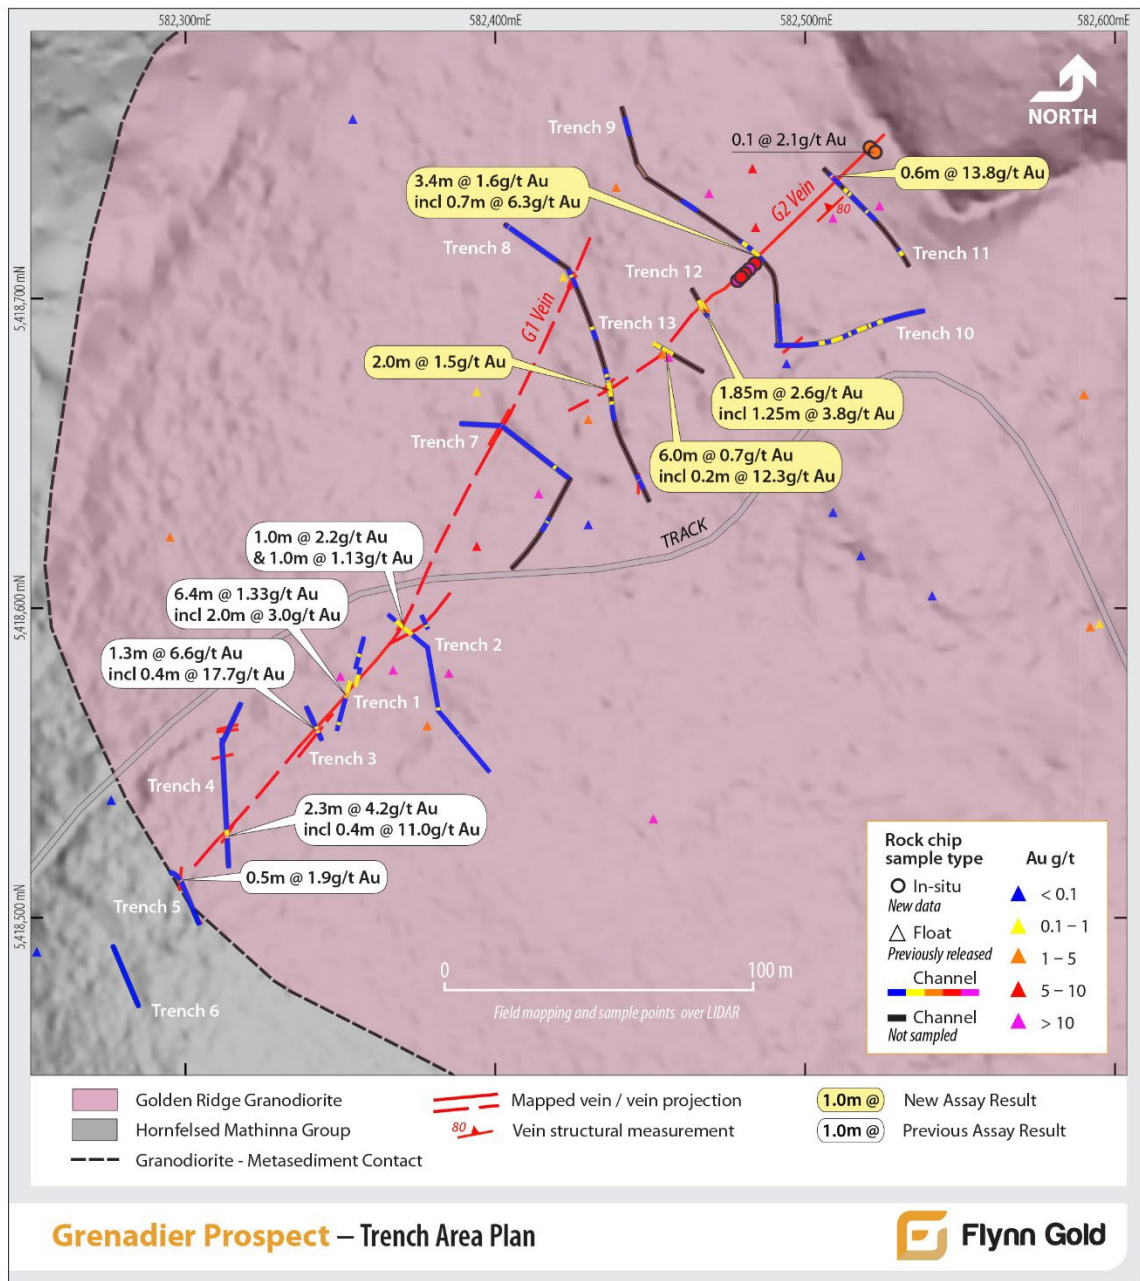 582,300mE
582,400mE
582,500mE
582,600mE
NORTH
Trench 9
0.1 @ 2.1g/t Au
0.6m @ 13.8g/t Au
3.4m @ 1.6g/t Au
incl 0.7m @ 6.3g/t Au
G2 Vein
80
Trench 8
Trench 11
Trench 12
5,418,700 mN
G1 Vein
Trench 13
Trench 10
2.0m @ 1.5g/t Au
1.85m @ 2.6g/t Au
incl 1.25m @ 3.8g/t Au
Trench 7
6.0m @ 0.7g/t Au
incl 0.2m @ 12.3g/t Au
TRACK
1.0m @ 2.2g/t Au
& 1.0m @ 1.13g/t Au
5,418,600 mN
6.4m @ 1.33g/t Au
incl 2.0m @ 3.0g/t Au
Trench 2
1.3m @ 6.6g/t Au
incl 0.4m @ 17.7g/t Au
Trench 1
Trench 3
Trench 4
2.3m @ 4.2g/t Au
incl 0.4m @ 11.0g/t Au
0.5m @ 1.9g/t Au
Trench 5
5,418,500 mN
Trench 6
0
100 m
Field mapping and sample points over LIDAR
Rock chip
sample type
Au g/t
In-situ
New data
Float
Previously released
Channel
Channel
Not sampled
< 0.1
0.1 – 1
1 – 5
5 – 10
> 10
Golden Ridge Granodiorite
Mapped vein / vein projection
1.0m @
New Assay Result
Hornfelsed Mathinna Group
80
Vein structural measurement
1.0m @
Previous Assay Result
Granodiorite - Metasediment Contact
Grenadier Prospect – Trench Area Plan
Flynn Gold